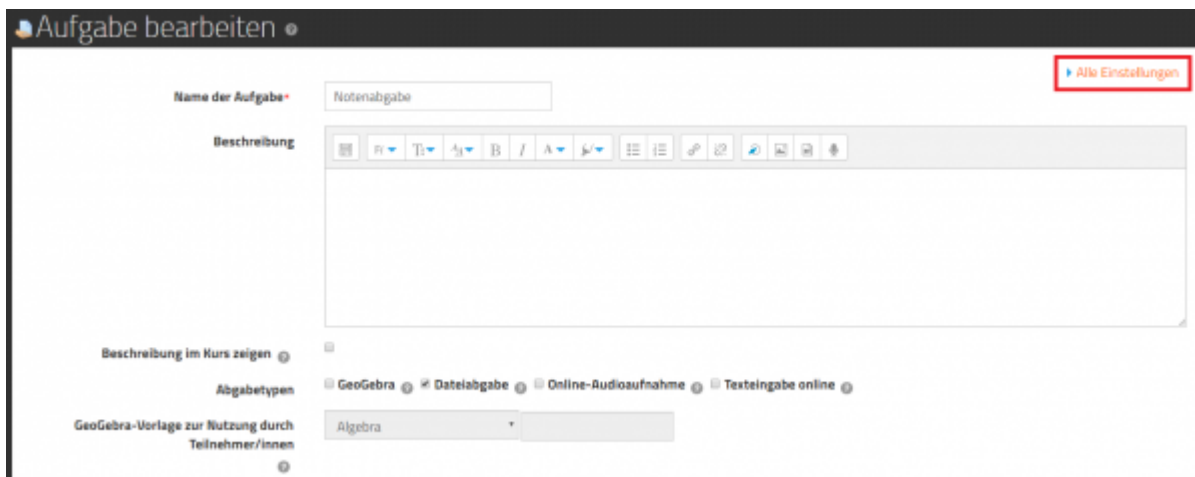 Aufgabe bearbeiten
Alle Einstellungen
Name der Aufgabe*
Notenabgabe
Beschreibung
B I A
Beschreibung im Kurs zeigen
Abgabetypen
GeoGebra Dateiabgabe Online-Audioaufnahme Texteingabe online
GeoGebra-Vorlage zur Nutzung durch
Teilnehmer/innen
Algebra